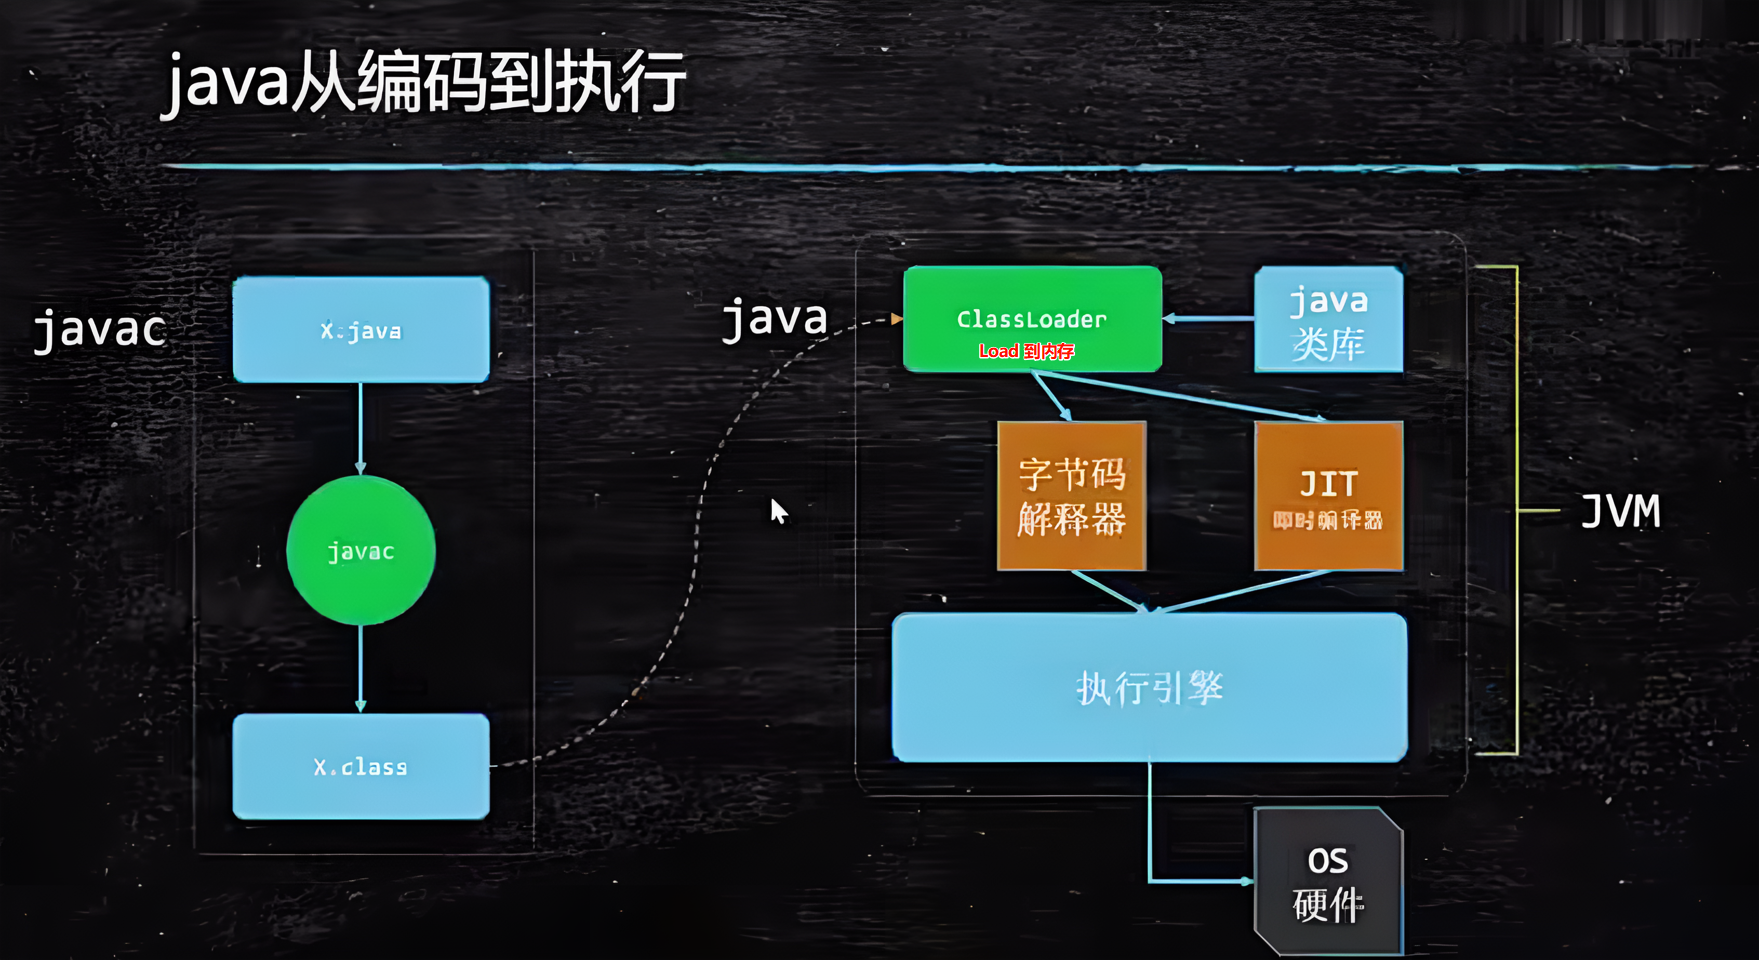 java从编码到执行
javac
X.java
javac
X.class
java
ClassLoader
Load 到内存
java
类库
字节码
解释器
JIT
即时编译器
执行引擎
JVM
OS
硬件